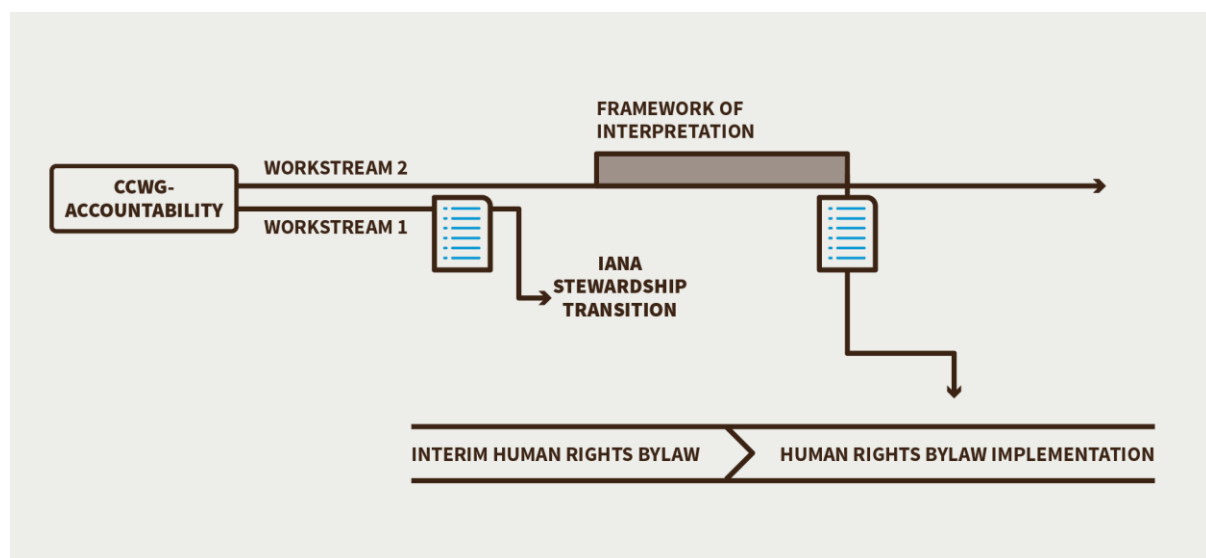 FRAMEWORK OF
INTERPRETATION
WORKSTREAM 2
CCWG-
ACCOUNTABILITY
WORKSTREAM 1
IANA
STEWARDSHIP
TRANSITION
INTERIM HUMAN RIGHTS BYLAW
HUMAN RIGHTS BYLAW IMPLEMENTATION